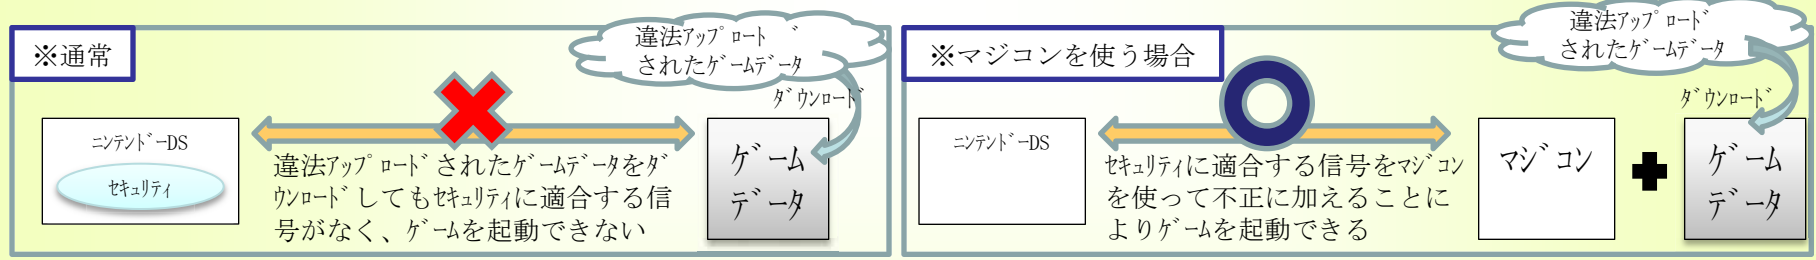 ※通常
違法ｱｯﾌﾟﾛｰﾄﾞ
されたｹﾞｰﾑﾃﾞｰﾀ
ﾀﾞｳﾝﾛｰﾄﾞ
ﾆﾝﾃﾝﾄﾞｰDS
ｾｷｭﾘﾃｨ
違法ｱｯﾌﾟﾛｰﾄﾞされたｹﾞｰﾑﾃﾞｰﾀをﾀﾞ
ｳﾝﾛｰﾄﾞしてもｾｷｭﾘﾃｨに適合する信
号がなく、ｹﾞｰﾑを起動できない
ｹﾞｰﾑ
ﾃﾞｰﾀ
※マジコンを使う場合
違法ｱｯﾌﾟﾛｰﾄﾞ
されたｹﾞｰﾑﾃﾞｰﾀ
ﾀﾞｳﾝﾛｰﾄﾞ
ﾆﾝﾃﾝﾄﾞｰDS
ｾｷｭﾘﾃｨに適合する信号をﾏｼﾞｺﾝ
を使って不正に加えることに
よりｹﾞｰﾑを起動できる
ﾏｼﾞｺﾝ
ｹﾞｰﾑ
ﾃﾞｰﾀ